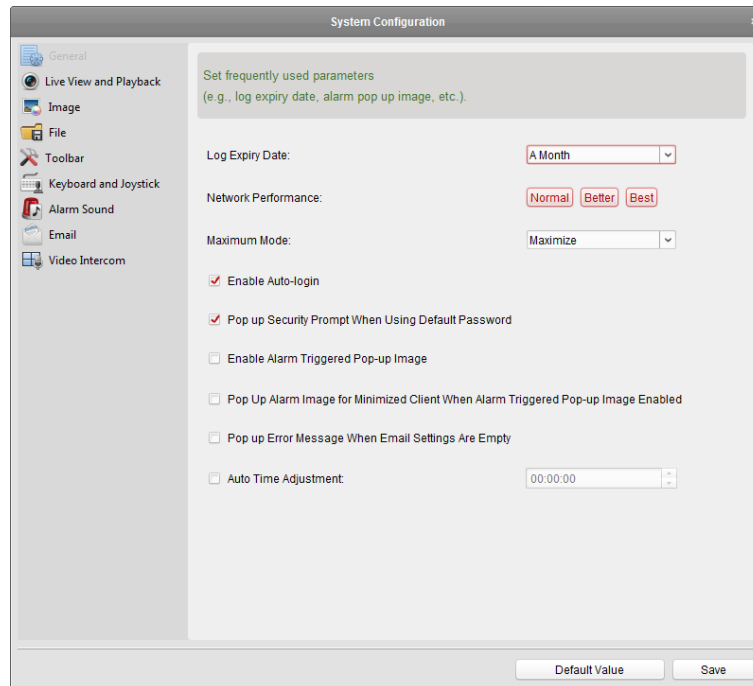 System Configuration
General
Live View and Playback
Image
File
Toolbar
Keyboard and Joystick
Alarm Sound
Email
Video Intercom
Set frequently used parameters
(e.g., log expiry date, alarm pop up image, etc.).
Log Expiry Date: A Month
Network Performance: Normal Better Best
Maximum Mode: Maximize
Enable Auto-login
Pop up Security Prompt When Using Default Password
Enable Alarm Triggered Pop-up Image
Pop Up Alarm Image for Minimized Client When Alarm Triggered Pop-up Image Enabled
Pop up Error Message When Email Settings Are Empty
Auto Time Adjustment: 00:00:00
Default Value Save